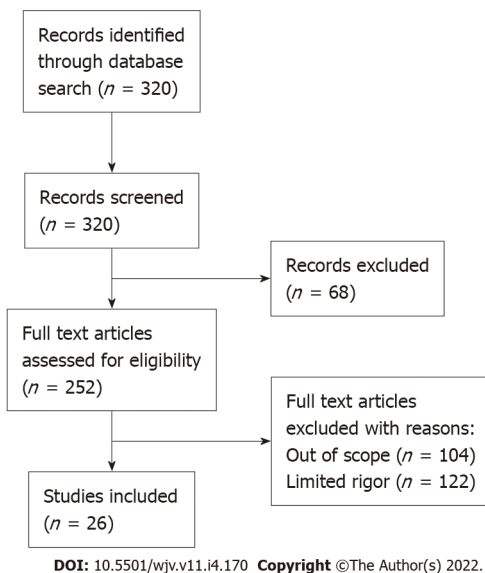 Records identified
through database
search (n = 320)
Records screened
(n = 320)
Records excluded
(n = 68)
Full text articles
assessed for eligibility
(n = 252)
Full text articles
excluded with reasons:
Out of scope (n = 104)
Limited rigor (n = 122)
Studies included
(n = 26)
DOI: 10.5501/wjv.v11.i4.170 Copyright ©The Author(s) 2022.